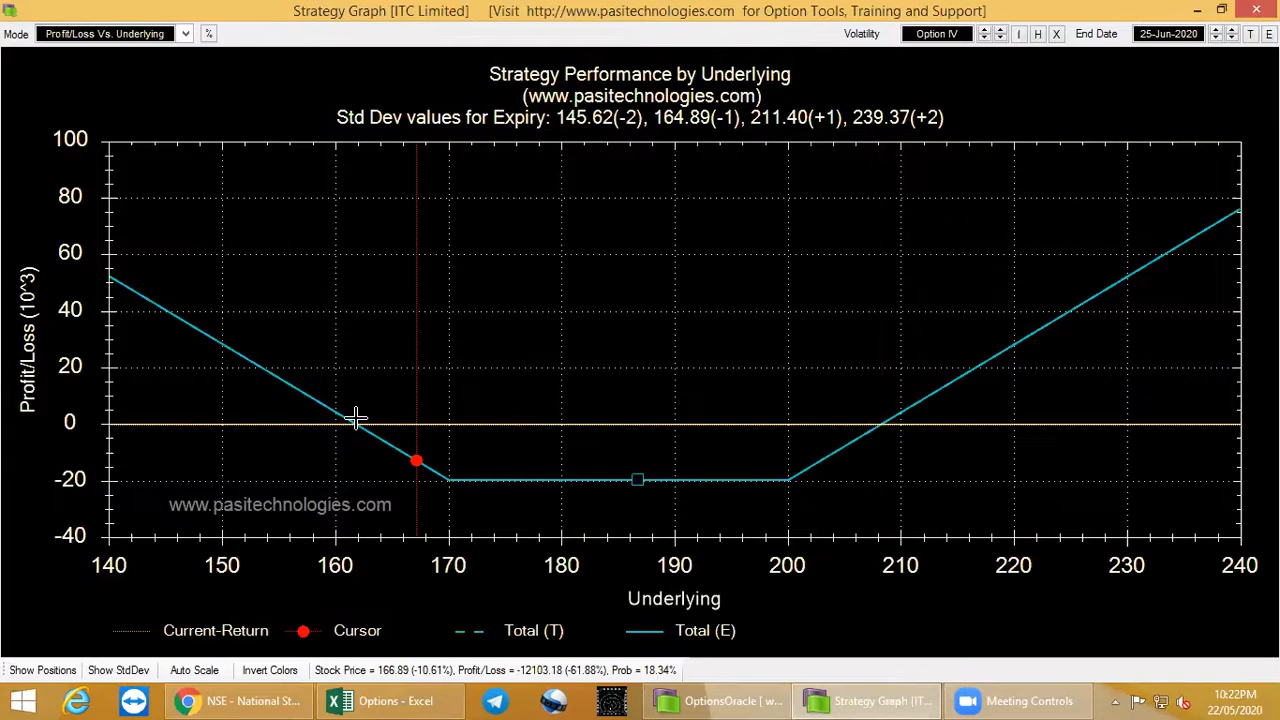 Strategy Graph [ITC Limited] [Visit http://www.pasitechnologies.com for Option Tools, Training and Support]
Mode Profit/Loss Vs. Underlying % Volatility Option IV I H X End Date 25-Jun-2020 T E
Strategy Performance by Underlying
(www.pasitechnologies.com)
Std Dev values for Expiry: 145.62(-2), 164.89(-1), 211.40(+1), 239.37(+2)
100
80
60
40
20
0
-20
-40
Profit/Loss (10^3)
www.pasitechnologies.com
140 150 160 170 180 190 200 210 220 230 240
Underlying
Current-Return Cursor Total (T) Total (E)
Show Positions Show StdDev Auto Scale Invert Colors Stock Price = 166.89 (-10.61%), Profit/Loss = -12103.18 (-61.88%), Prob = 18.34%
NSE - National St... Options - Excel OptionsOracle [ w... Strategy Graph [IT... Meeting Controls
10:22PM
22/05/2020